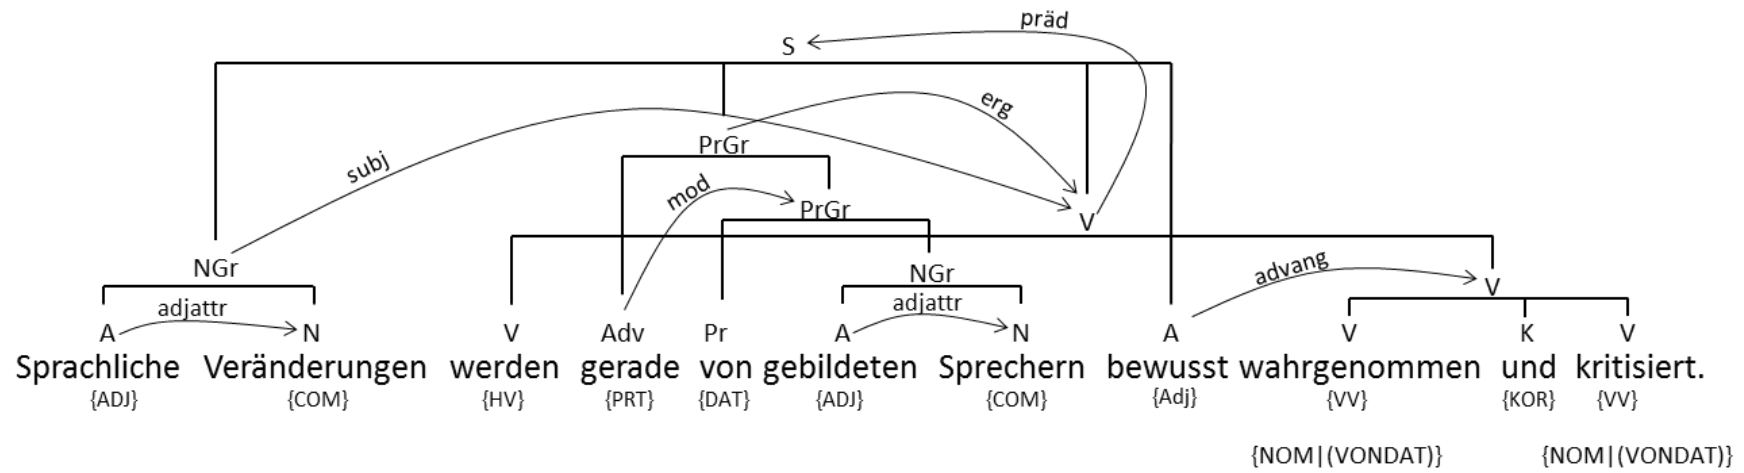 präd
S
erg
PrGr
subj
mod
PrGr
V
NGr
NGr
advang
V
adjattr
adjattr
A N V Adv Pr A N A V K V
Sprachliche Veränderungen werden gerade von gebildeten Sprechern bewusst wahrgenommen und kritisiert.
{ADJ} {COM} {HV} {PRT} {DAT} {ADJ} {COM} {Adj} {VV} {KOR} {VV}
{NOM|(VONDAT)} {NOM|(VONDAT)}